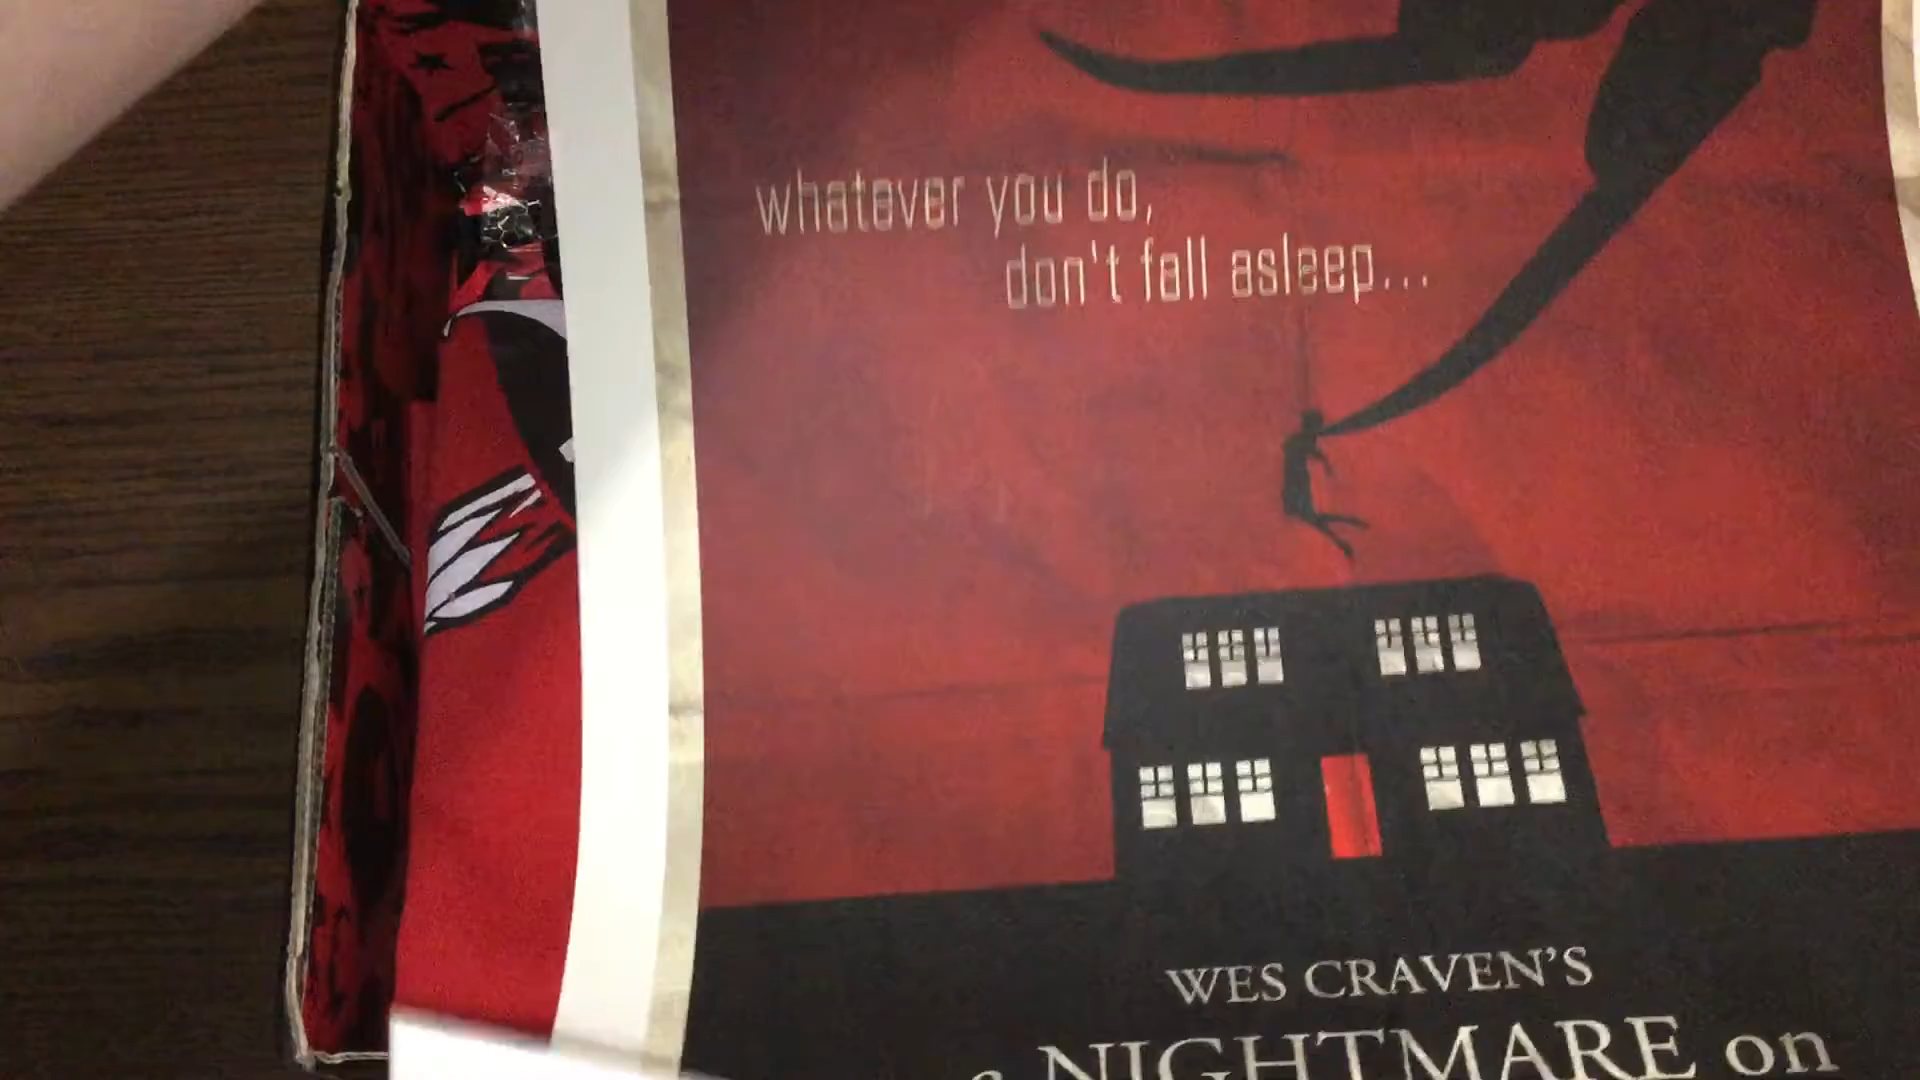 whatever you do,
don't fall asleep...
WES CRAVEN'S
a NIGHTMARE on